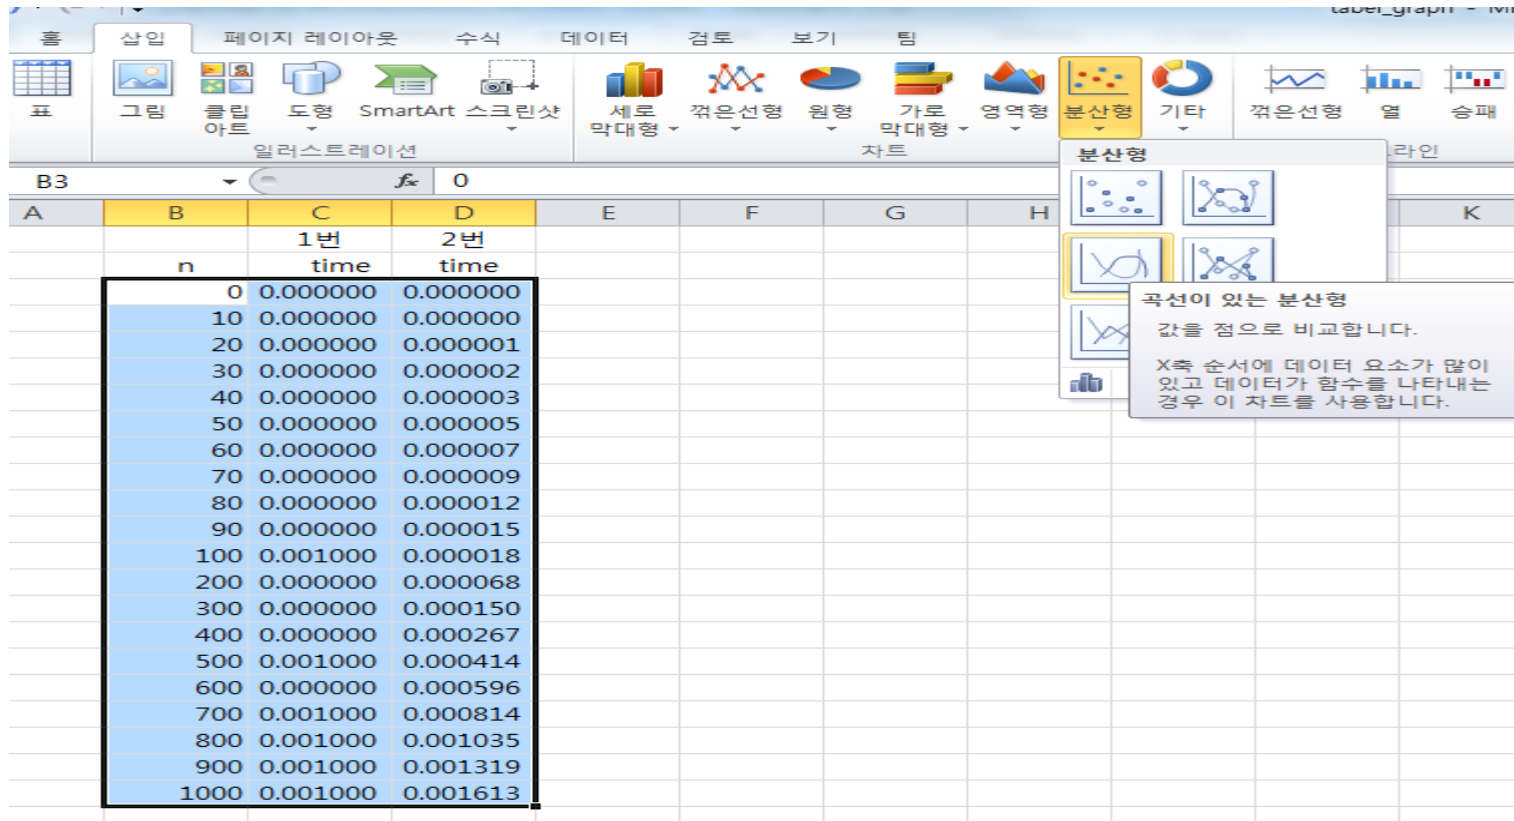 tabel_graph - Mi
홈 삽입 페이지 레이아웃 수식 데이터 검토 보기 팀
표 그림 클립 아트 도형 SmartArt 스크린샷 세로 막대형 꺾은선형 원형 가로 막대형 영역형 분산형 기타 꺾은선형 열 승패
일러스트레이션 차트 라인
분산형
B3 fx 0
A B C D E F G H K
1번 2번
n time time
0 0.000000 0.000000
10 0.000000 0.000000
20 0.000000 0.000001
30 0.000000 0.000002
40 0.000000 0.000003
50 0.000000 0.000005
60 0.000000 0.000007
70 0.000000 0.000009
80 0.000000 0.000012
90 0.000000 0.000015
100 0.001000 0.000018
200 0.000000 0.000068
300 0.000000 0.000150
400 0.000000 0.000267
500 0.001000 0.000414
600 0.000000 0.000596
700 0.001000 0.000814
800 0.001000 0.001035
900 0.001000 0.001319
1000 0.001000 0.001613
곡선이 있는 분산형
값을 점으로 비교합니다.
X축 순서에 데이터 요소가 많이
있고 데이터가 함수를 나타내는
경우 이 차트를 사용합니다.